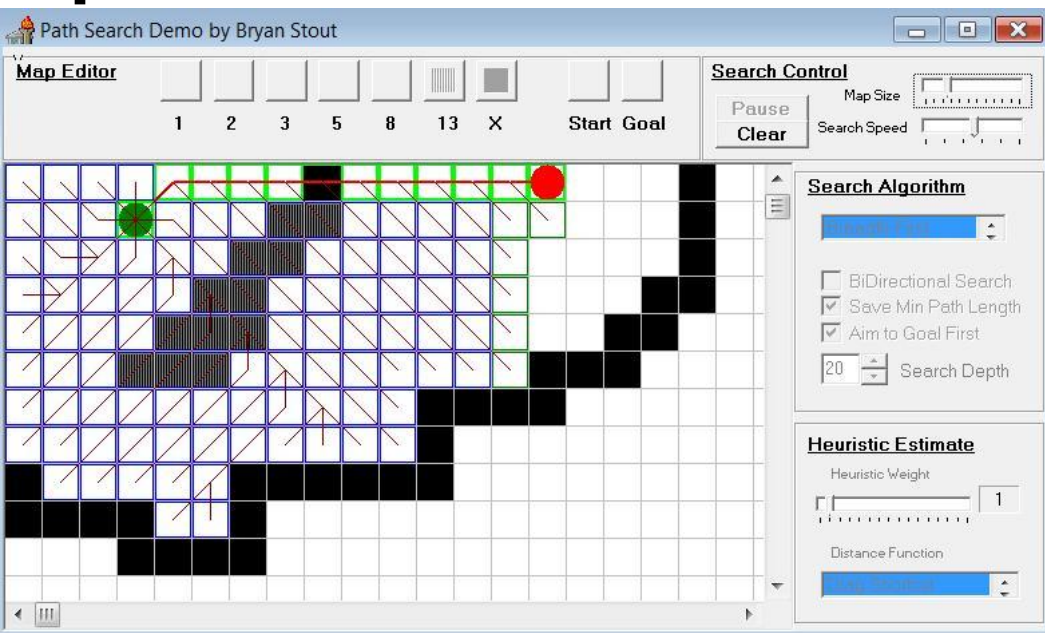 Path Search Demo by Bryan Stout
Map Editor
1 2 3 5 8 13 X Start Goal
Search Control
Map Size
Pause
Clear
Search Speed
Search Algorithm
BiDirectional Search
Save Min Path Length
Aim to Goal First
20 Search Depth
Heuristic Estimate
Heuristic Weight
1
Distance Function